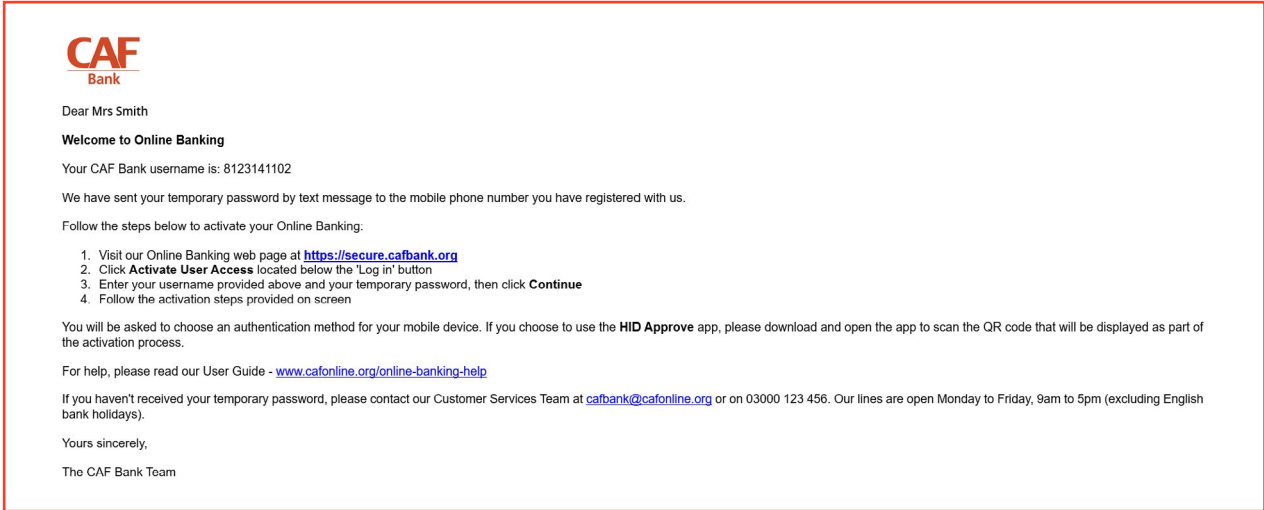 CAF
Bank
Dear Mrs Smith
Welcome to Online Banking
Your CAF Bank username is: 8123141102
We have sent your temporary password by text message to the mobile phone number you have registered with us.
Follow the steps below to activate your Online Banking:
1. Visit our Online Banking web page at https://secure.cafbank.org
2. Click Activate User Access located below the 'Log in' button
3. Enter your username provided above and your temporary password, then click Continue
4. Follow the activation steps provided on screen
You will be asked to choose an authentication method for your mobile device. If you choose to use the HID Approve app, please download and open the app to scan the QR code that will be displayed as part of
the activation process.
For help, please read our User Guide - www.cafonline.org/online-banking-help
If you haven't received your temporary password, please contact our Customer Services Team at cafbank@cafonline.org or on 03000 123 456. Our lines are open Monday to Friday, 9am to 5pm (excluding English
bank holidays).
Yours sincerely,
The CAF Bank Team